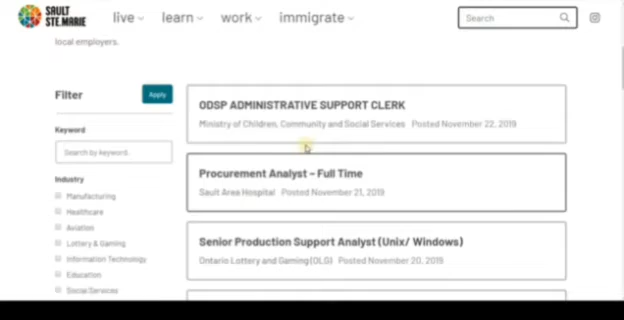 SAULT
STE.MARIE
live learn work immigrate Search
local employers.
Filter Apply
Keyword
Search by keyword.
Industry
Manufacturing
Healthcare
Aviation
Lottery & Gaming
Information Technology
Education
Social Services
ODSP ADMINISTRATIVE SUPPORT CLERK
Ministry of Children, Community and Social Services Posted November 22, 2019
Procurement Analyst – Full Time
Sault Area Hospital Posted November 21, 2019
Senior Production Support Analyst (Unix/ Windows)
Ontario Lottery and Gaming (OLG) Posted November 20, 2019